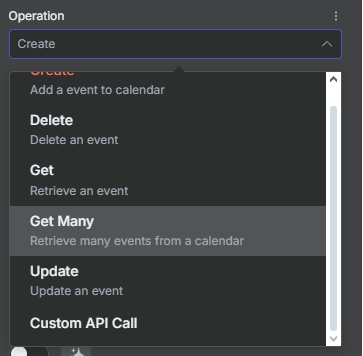 Operation
Create
Create
Add a event to calendar
Delete
Delete an event
Get
Retrieve an event
Get Many
Retrieve many events from a calendar
Update
Update an event
Custom API Call